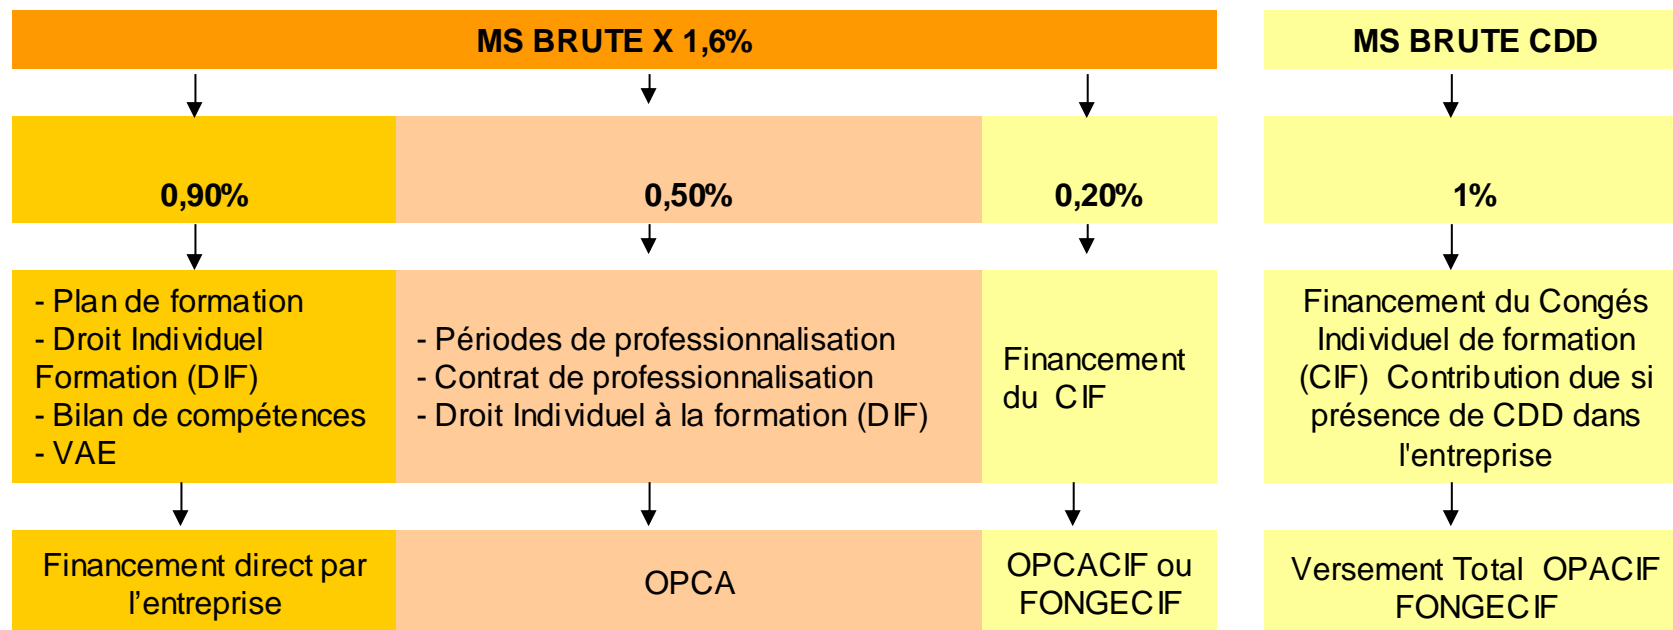 MS BRUTE X 1,6%
MS BRUTE CDD
0,90%
0,50%
0,20%
1%
- Plan de formation
- Droit Individuel
Formation (DIF)
- Bilan de compétences
- VAE
- Périodes de professionnalisation
- Contrat de professionnalisation
- Droit Individuel à la formation (DIF)
Financement
du CIF
Financement du Congés
Individuel de formation
(CIF) Contribution due si
présence de CDD dans
l'entreprise
Financement direct par
l’entreprise
OPCA
OPCACIF ou
FONGECIF
Versement Total OPACIF
FONGECIF